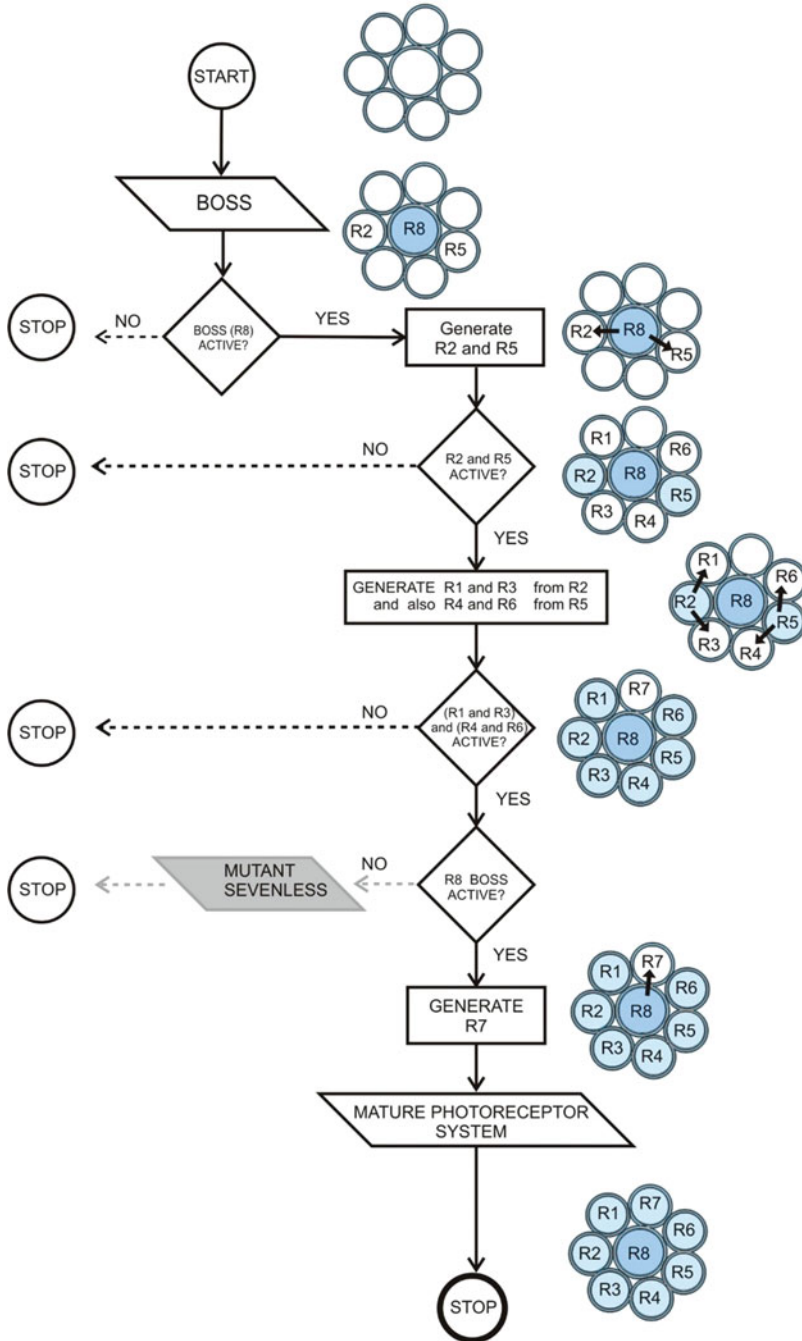 START
BOSS
R2
R8
R5
STOP
NO
BOSS (R8)
ACTIVE?
YES
Generate
R2 and R5
R2
R8
R5
STOP
NO
R2 and R5
ACTIVE?
R1
R6
R2
R8
R5
R3
R4
YES
GENERATE R1 and R3 from R2
and also R4 and R6 from R5
R1
R6
R2
R8
R5
R3
R4
STOP
NO
(R1 and R3)
and (R4 and R6)
ACTIVE?
R7
R1
R6
R2
R8
R5
R3
R4
YES
STOP
MUTANT
SEVENLESS
NO
R8 BOSS
ACTIVE?
YES
GENERATE
R7
R7
R1
R6
R2
R8
R5
R3
R4
MATURE PHOTORECEPTOR
SYSTEM
R7
R1
R6
R2
R8
R5
R3
R4
STOP